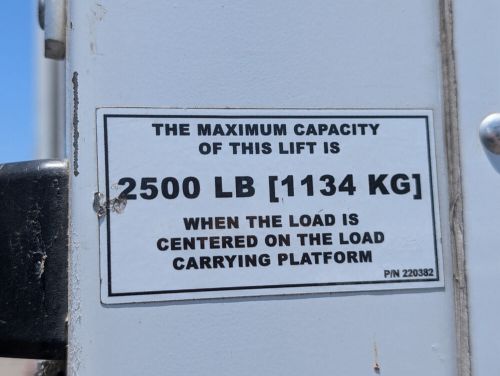 THE MAXIMUM CAPACITY
OF THIS LIFT IS
2500 LB [1134 KG]
WHEN THE LOAD IS
CENTERED ON THE LOAD
CARRYING PLATFORM
P/N 220382